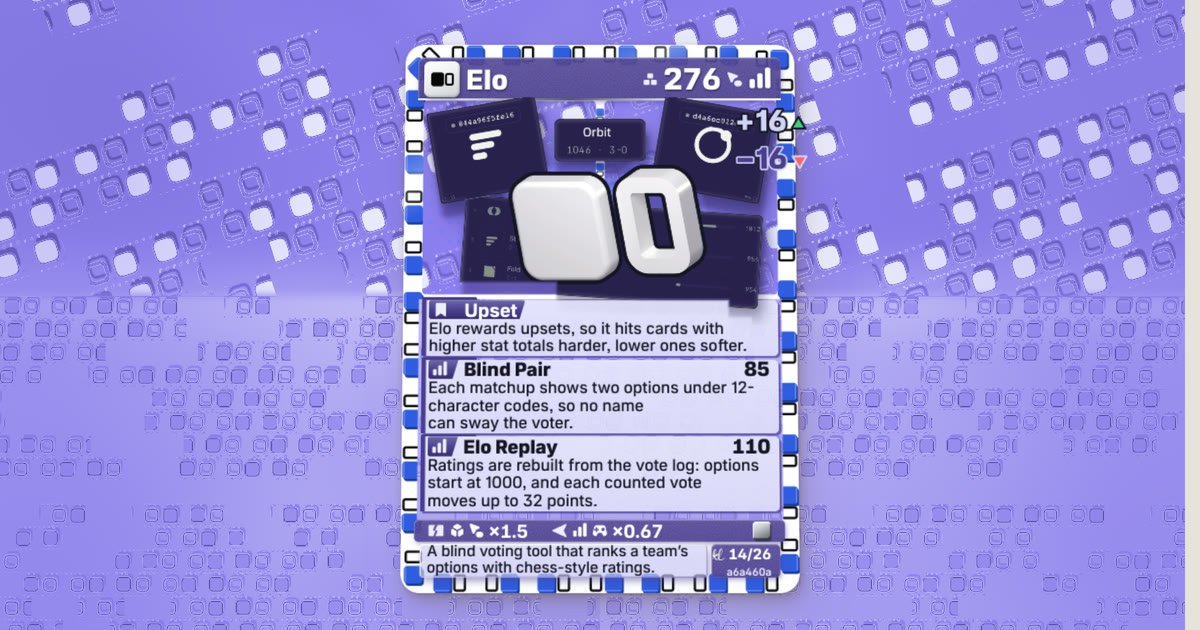 Elo
276
044a96f5fe16
Orbit
1046 · 3-0
+16
−16
Fold
Upset
Elo rewards upsets, so it hits cards with
higher stat totals harder, lower ones softer.
Blind Pair
85
Each matchup shows two options under 12-
character codes, so no name
can sway the voter.
Elo Replay
110
Ratings are rebuilt from the vote log: options
start at 1000, and each counted vote
moves up to 32 points.
×1.5
×0.67
A blind voting tool that ranks a team's
options with chess-style ratings.
14/26
a6a460a